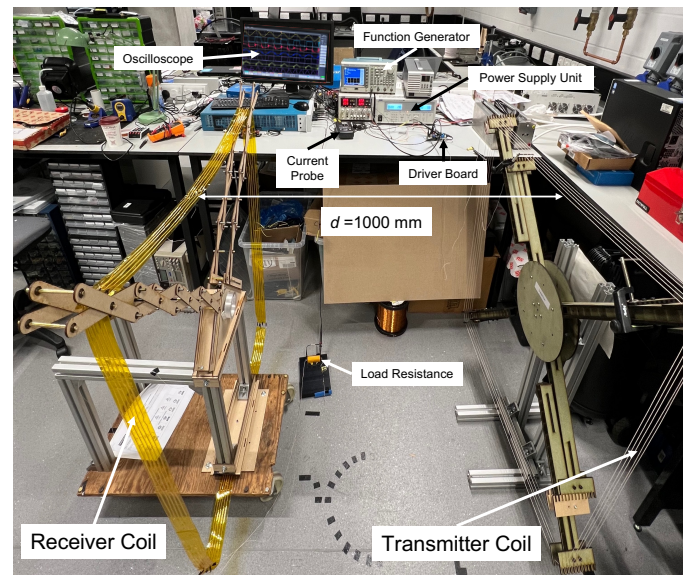 Function Generator
Oscilloscope
Power Supply Unit
Current
Probe
Driver Board
d =1000 mm
Load Resistance
Receiver Coil
Transmitter Coil